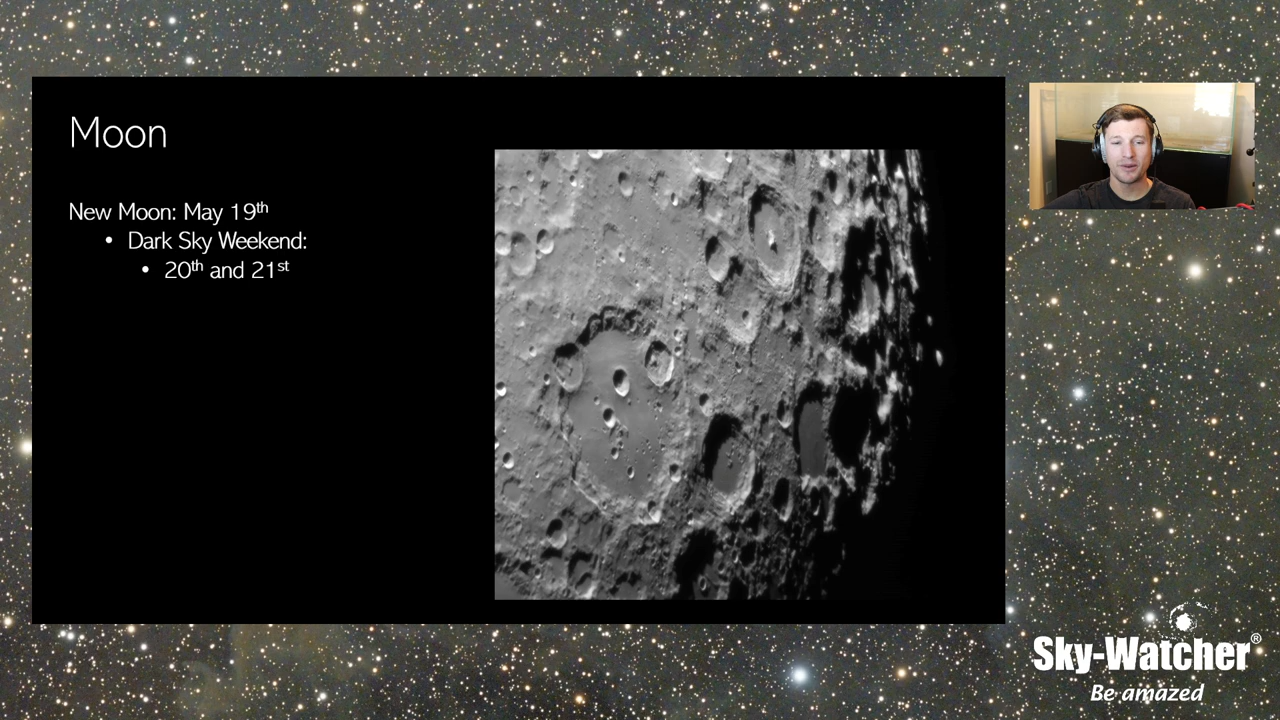 Moon
New Moon: May 19th
• Dark Sky Weekend:
• 20th and 21st
Sky-Watcher®
Be amazed